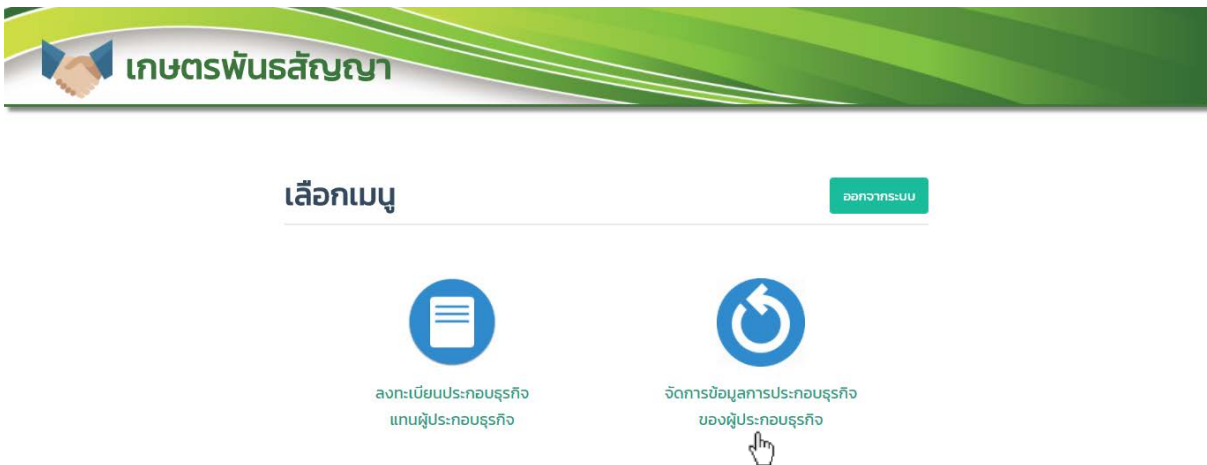 เกษตรพันธสัญญา
เลือกเมนู
ออกจากระบบ
ลงทะเบียนประกอบธุรกิจ
แทนผู้ประกอบธุรกิจ
จัดการข้อมูลการประกอบธุรกิจ
ของผู้ประกอบธุรกิจ